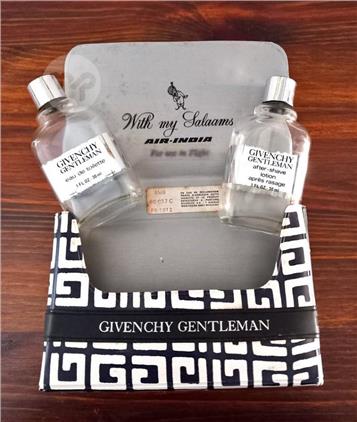 With my Salaams
AIR-INDIA
For use in Flight
GIVENCHY
GENTLEMAN
eau de toilette
1 FL.OZ. 30 ml
GIVENCHY
GENTLEMAN
after-shave
lotion
après rasage
1 FL.OZ. 30 ml
GIVENCHY GENTLEMAN